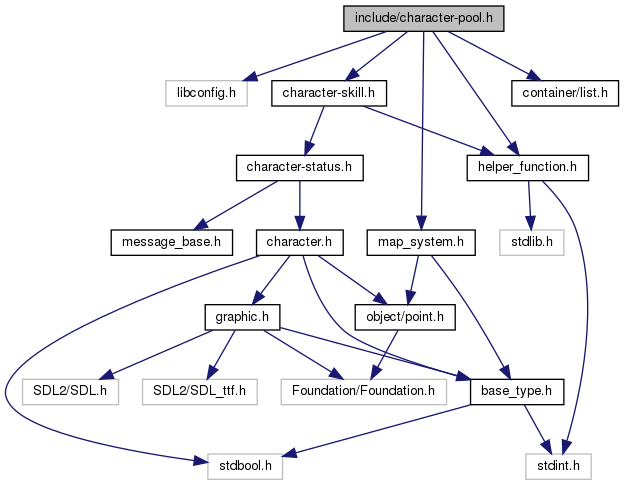 include/character-pool.h
libconfig.h
character-skill.h
container/list.h
character-status.h
helper_function.h
message_base.h
character.h
map_system.h
stdlib.h
graphic.h
object/point.h
SDL2/SDL.h
SDL2/SDL_ttf.h
Foundation/Foundation.h
base_type.h
stdbool.h
stdint.h